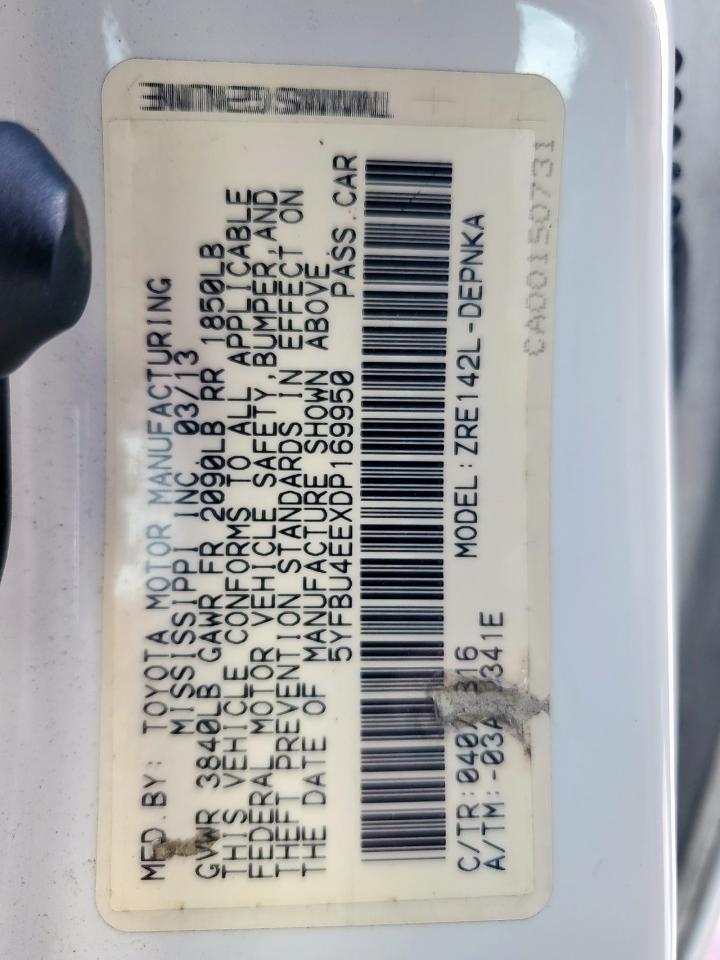 MFD.BY: TOYOTA MOTOR MANUFACTURING
MISSISSIPPI INC. 03/13
GVWR 3840LB GAWR FR 2090LB RR 1850LB
THIS VEHICLE CONFORMS TO ALL APPLICABLE
FEDERAL MOTOR VEHICLE SAFETY, BUMPER, AND
THEFT PREVENTION STANDARDS IN EFFECT ON
THE DATE OF MANUFACTURE SHOWN ABOVE.
5YFBU4EEXDP169950 PASS. CAR
C/TR: MODEL: ZRE142L-DEPNKA
A/TM:
CA00150731